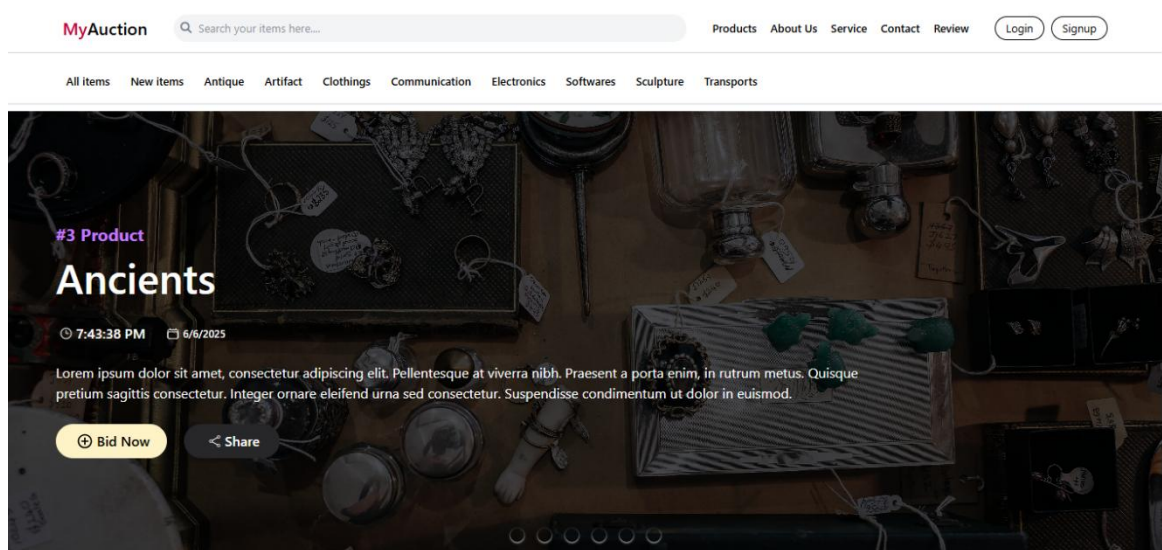 MyAuction Search your items here.... Products About Us Service Contact Review Login Signup
All items New items Antique Artifact Clothings Communication Electronics Softwares Sculpture Transports
#3 Product
Ancients
7:43:38 PM 6/6/2025
Lorem ipsum dolor sit amet, consectetur adipiscing elit. Pellentesque at viverra nibh. Praesent a porta enim, in rutrum metus. Quisque
pretium sagittis consectetur. Integer ornare eleifend urna sed consectetur. Suspendisse condimentum ut dolor in euismod.
Bid Now Share